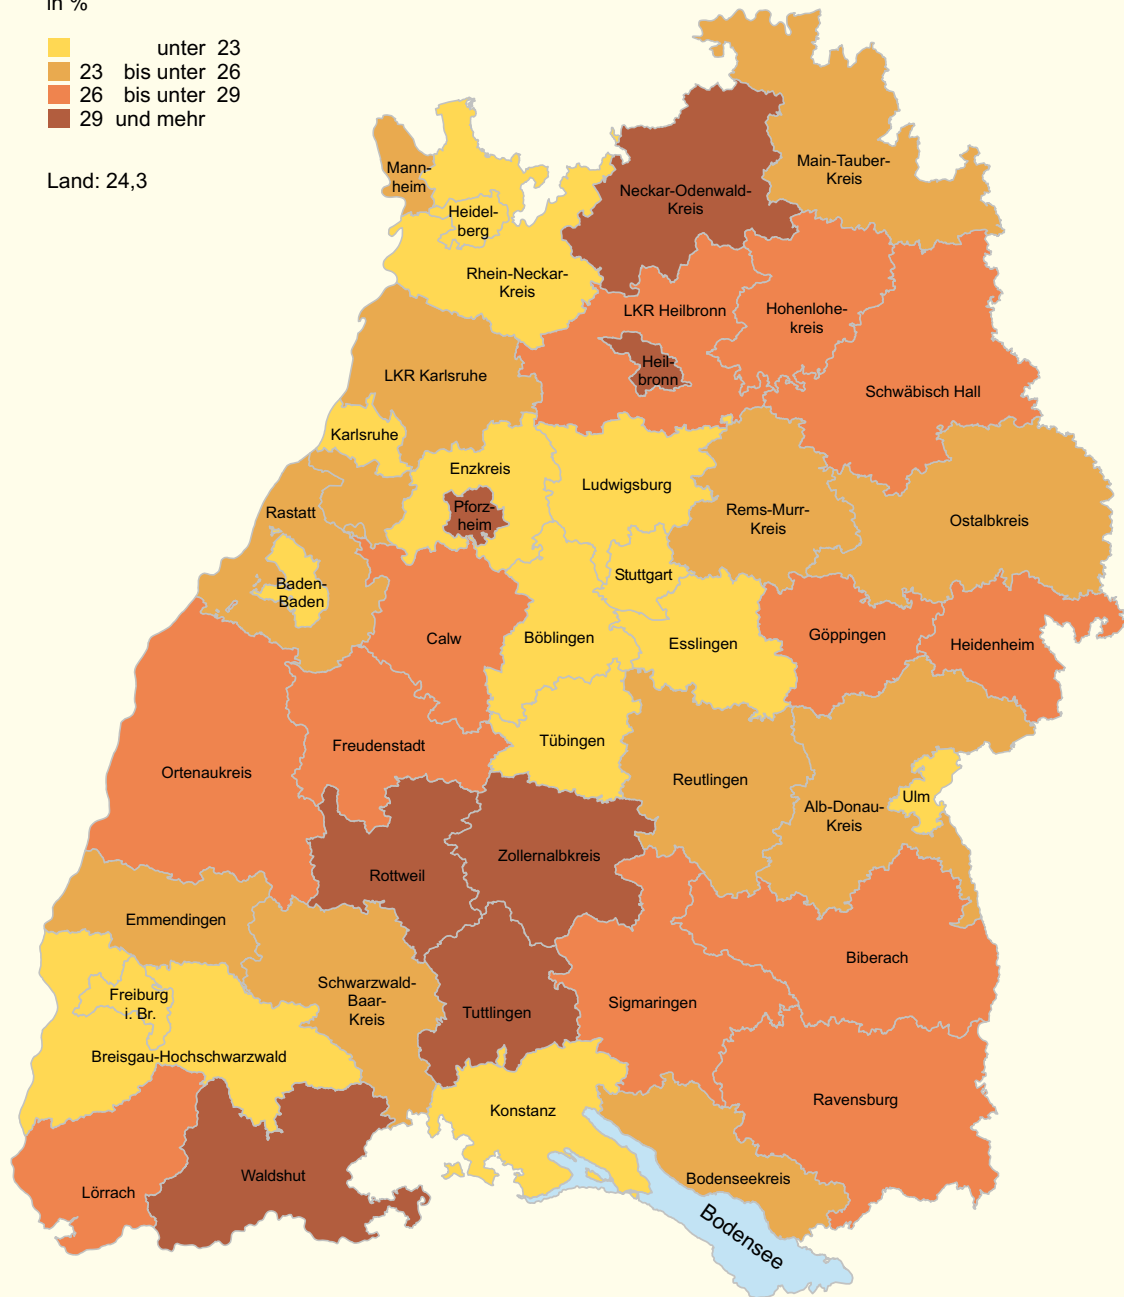 in %
unter 23
23 bis unter 26
26 bis unter 29
29 und mehr
Land: 24,3
Main-Tauber-
Kreis
Mann-
heim
Neckar-Odenwald-
Kreis
Heidel-
berg
Rhein-Neckar-
Kreis
LKR Heilbronn
Hohenlohe-
kreis
Heil-
bronn
LKR Karlsruhe
Schwäbisch Hall
Karlsruhe
Enzkreis
Ludwigsburg
Pforz-
heim
Rastatt
Rems-Murr-
Kreis
Ostalbkreis
Stuttgart
Baden-
Baden
Calw
Böblingen
Esslingen
Göppingen
Heidenheim
Tübingen
Freudenstadt
Ortenaukreis
Reutlingen
Ulm
Alb-Donau-
Kreis
Zollernalbkreis
Rottweil
Emmendingen
Biberach
Schwarzwald-
Baar-
Kreis
Freiburg
i. Br.
Tuttlingen
Sigmaringen
Breisgau-Hochschwarzwald
Konstanz
Ravensburg
Waldshut
Bodenseekreis
Lörrach
Bodensee